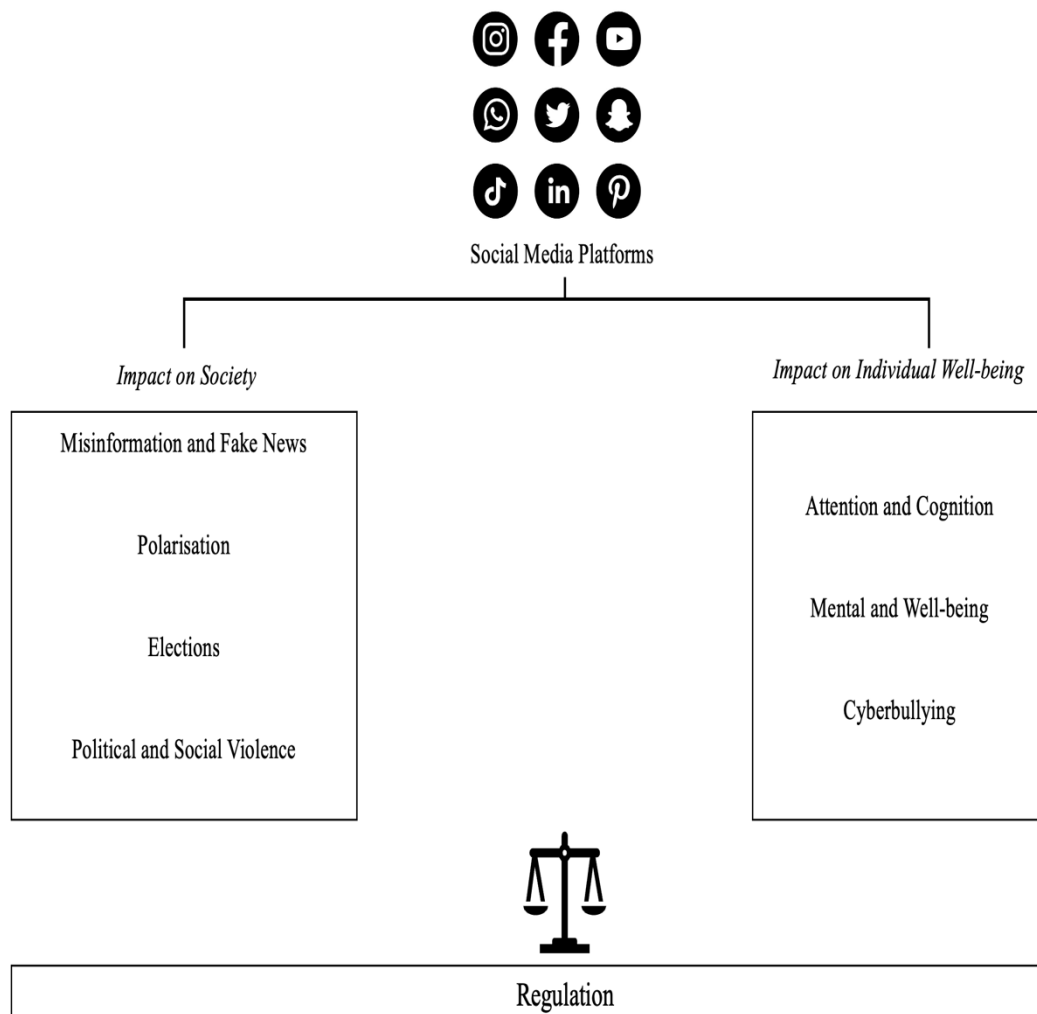 in
Social Media Platforms
Impact on Society
Misinformation and Fake News
Polarisation
Elections
Political and Social Violence
Impact on Individual Well-being
Attention and Cognition
Mental and Well-being
Cyberbullying
Regulation